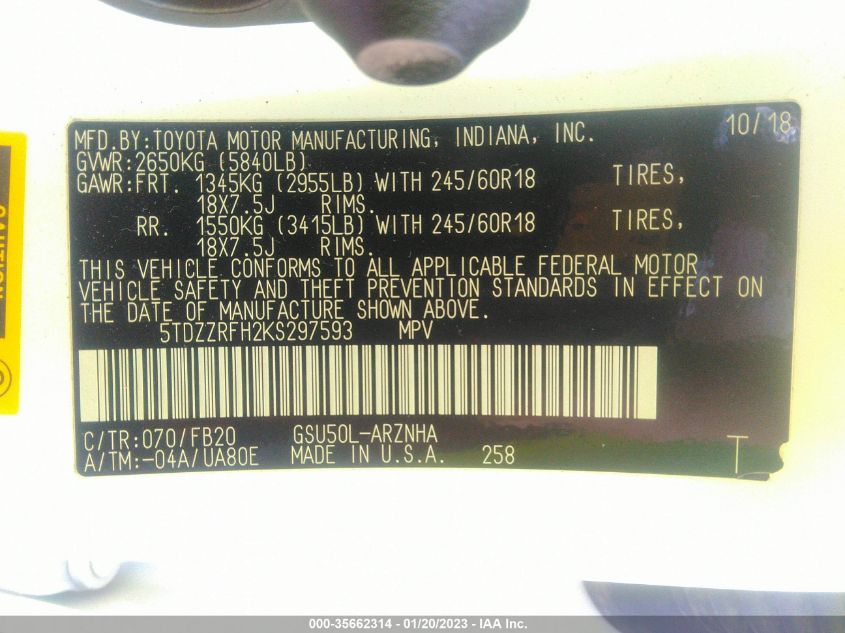 MFD.BY:TOYOTA MOTOR MANUFACTURING, INDIANA, INC. 10/18
GVWR:2650KG (5840LB)
GAWR:FRT. 1345KG (2955LB) WITH 245/60R18 TIRES,
18X7.5J RIMS.
RR. 1550KG (3415LB) WITH 245/60R18 TIRES,
18X7.5J RIMS.
THIS VEHICLE CONFORMS TO ALL APPLICABLE FEDERAL MOTOR
VEHICLE SAFETY AND THEFT PREVENTION STANDARDS IN EFFECT ON
THE DATE OF MANUFACTURE SHOWN ABOVE.
5TDZZRFH2KS297593 MPV
C/TR:070/FB20 GSU50L-ARZNHA
A/TM:-04A/UA80E MADE IN U.S.A. 258 T
CAUTION
000-35662314 — 01/20/2023 — IAA Inc.